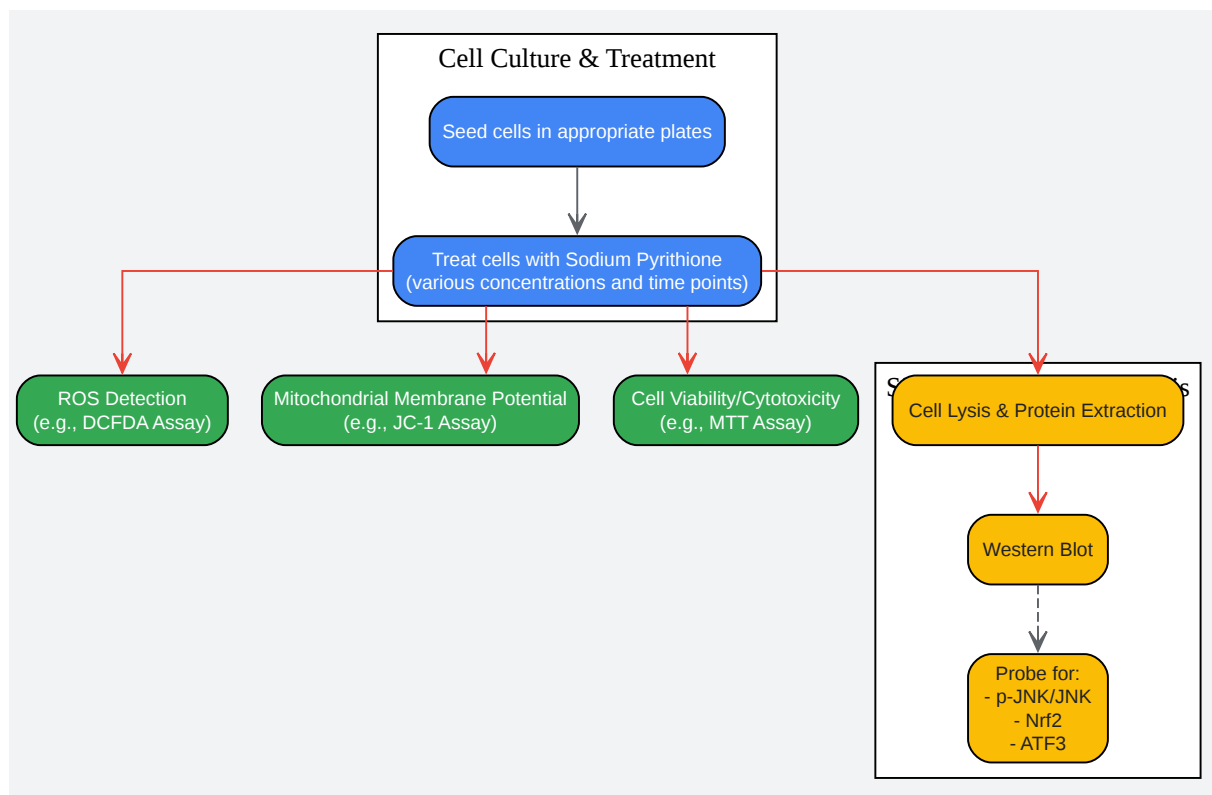 Cell Culture & Treatment
Seed cells in appropriate plates
Treat cells with Sodium Pyrithione
(various concentrations and time points)
ROS Detection
(e.g., DCFDA Assay)
Mitochondrial Membrane Potential
(e.g., JC-1 Assay)
Cell Viability/Cytotoxicity
(e.g., MTT Assay)
Cell Lysis & Protein Extraction
Western Blot
Probe for:
- p-JNK/JNK
- Nrf2
- ATF3